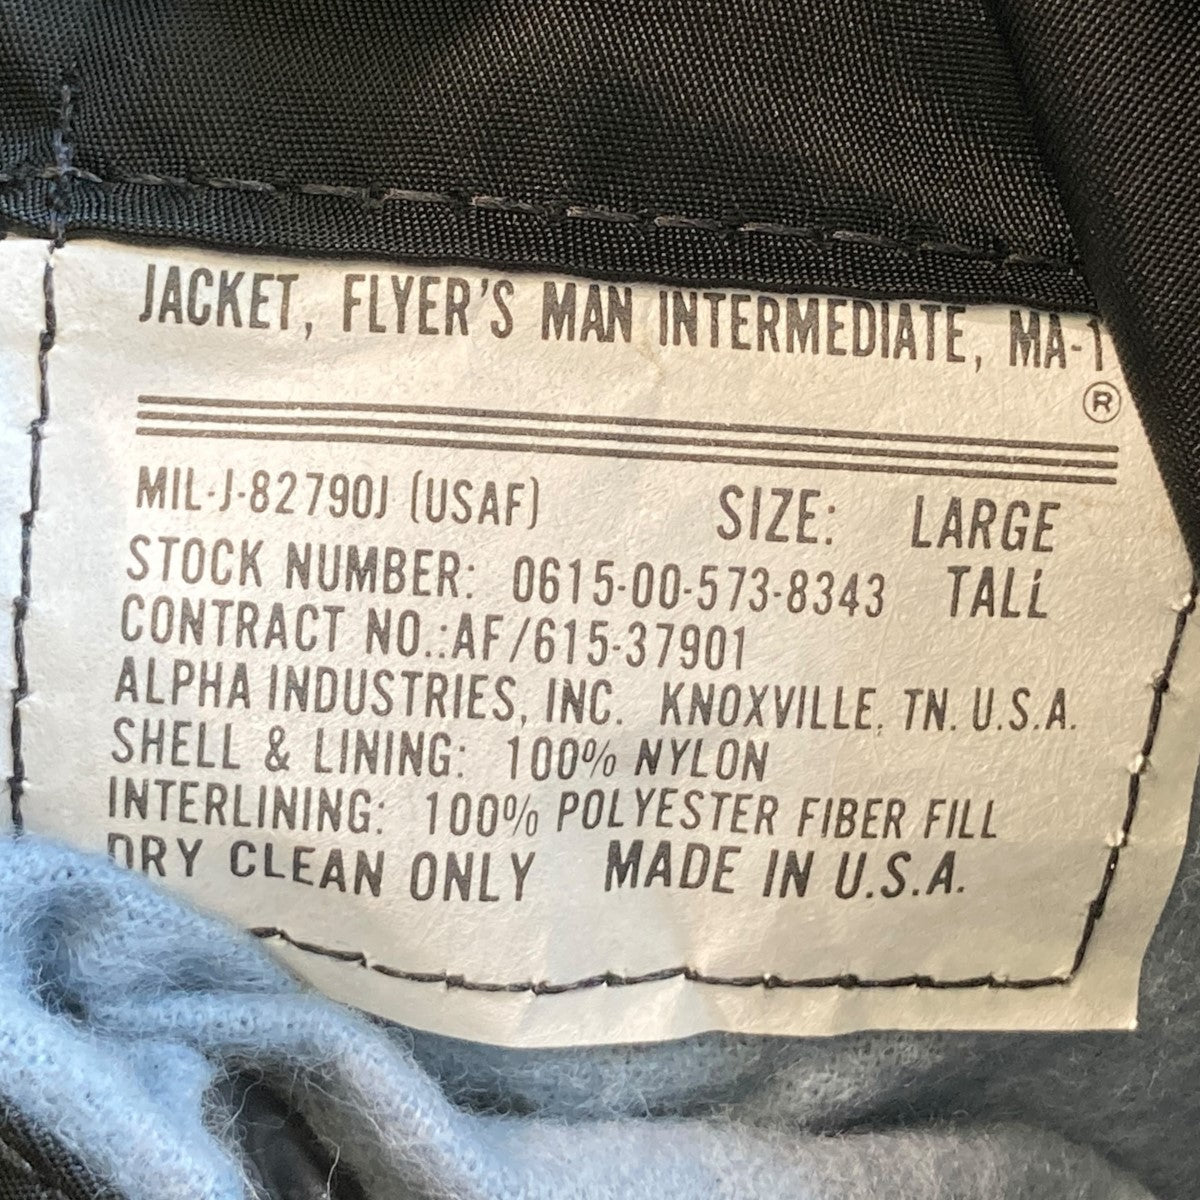 JACKET, FLYER'S MAN INTERMEDIATE, MA-1
®
MIL-J-82790J (USAF) SIZE: LARGE
STOCK NUMBER: 0615-00-573-8343 TALL
CONTRACT NO.:AF/615-37901
ALPHA INDUSTRIES, INC. KNOXVILLE, TN. U.S.A.
SHELL & LINING: 100% NYLON
INTERLINING: 100% POLYESTER FIBER FILL
DRY CLEAN ONLY MADE IN U.S.A.